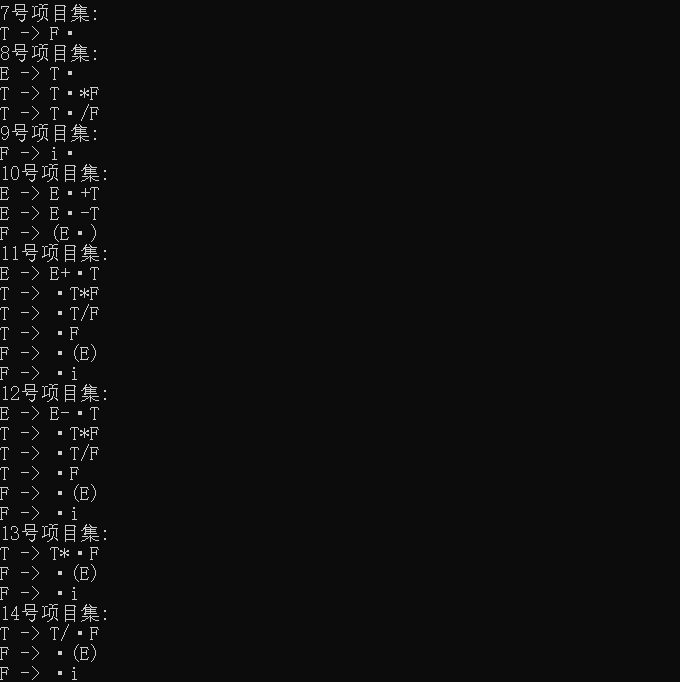 7号项目集:
T -> F·
8号项目集:
E -> T·
T -> T·*F
T -> T·/F
9号项目集:
F -> i·
10号项目集:
E -> E·+T
E -> E·-T
F -> (E·)
11号项目集:
E -> E+·T
T -> ·T*F
T -> ·T/F
T -> ·F
F -> ·(E)
F -> ·i
12号项目集:
E -> E-·T
T -> ·T*F
T -> ·T/F
T -> ·F
F -> ·(E)
F -> ·i
13号项目集:
T -> T*·F
F -> ·(E)
F -> ·i
14号项目集:
T -> T/·F
F -> ·(E)
F -> ·i